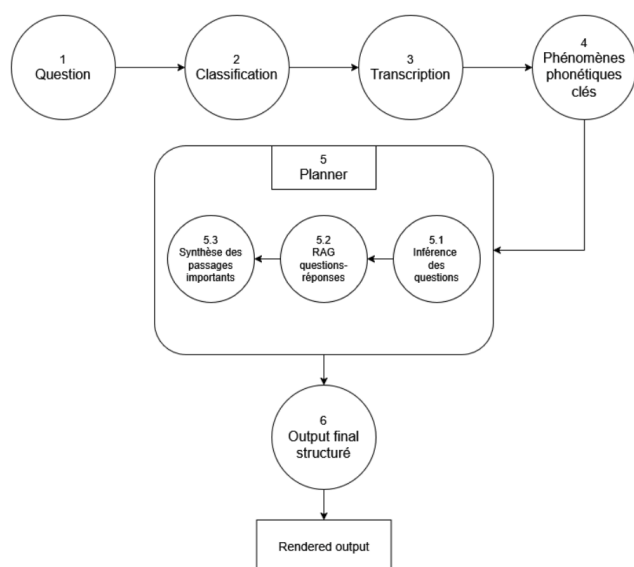 1
Question
2
Classification
3
Transcription
4
Phénomènes
phonétiques
clés
5
Planner
5.3
Synthèse des
passages
importants
5.2
RAG
questions-
réponses
5.1
Inférence
des
questions
6
Output final
structuré
Rendered output